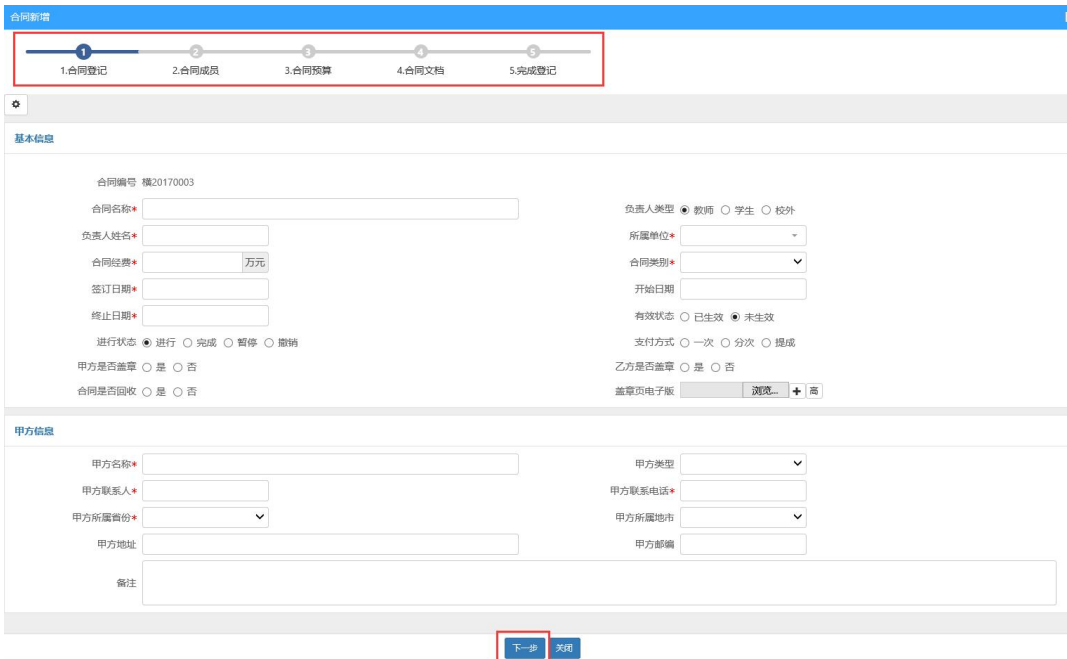 合同新增
1 2 3 4 5
1.合同登记 2.合同成员 3.合同预算 4.合同文档 5.完成登记
基本信息
合同编号 横20170003
合同名称* 负责人类型 教师 学生 校外
负责人姓名* 所属单位*
合同经费* 万元 合同类别*
签订日期* 开始日期
终止日期* 有效状态 已生效 未生效
进行状态 进行 完成 暂停 撤销 支付方式 一次 分次 提成
甲方是否盖章 是 否 乙方是否盖章 是 否
合同是否回收 是 否 盖章页电子版 浏览... 高
甲方信息
甲方名称* 甲方类型
甲方联系人* 甲方联系电话*
甲方所属省份* 甲方所属地市
甲方地址 甲方邮编
备注
下一步 关闭